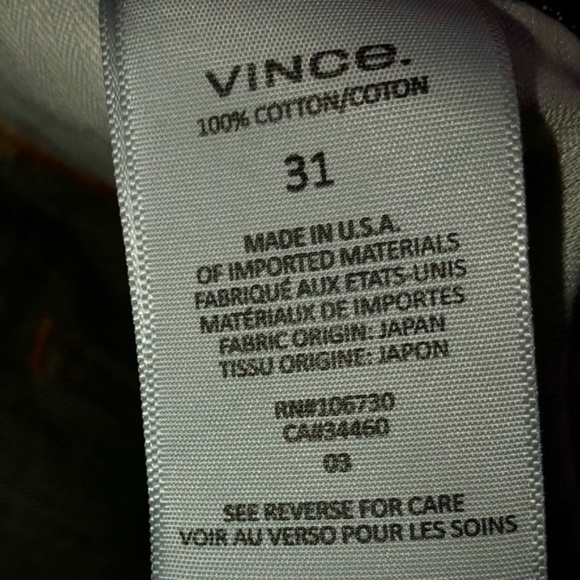 VINCE.
100% COTTON/COTON
31
MADE IN U.S.A.
OF IMPORTED MATERIALS
FABRIQUÉ AUX ETATS-UNIS
MATÉRIAUX DE IMPORTES
FABRIC ORIGIN: JAPAN
TISSU ORIGINE: JAPON
RN#106730
CA#34460
03
SEE REVERSE FOR CARE
VOIR AU VERSO POUR LES SOINS